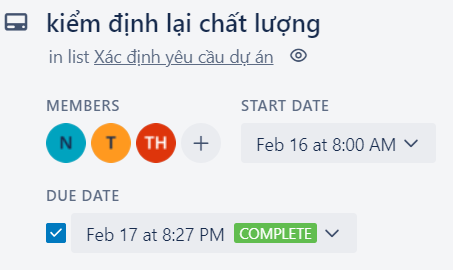 kiểm định lại chất lượng
in list Xác định yêu cầu dự án
MEMBERS
START DATE
N T TH +
Feb 16 at 8:00 AM
DUE DATE
Feb 17 at 8:27 PM COMPLETE